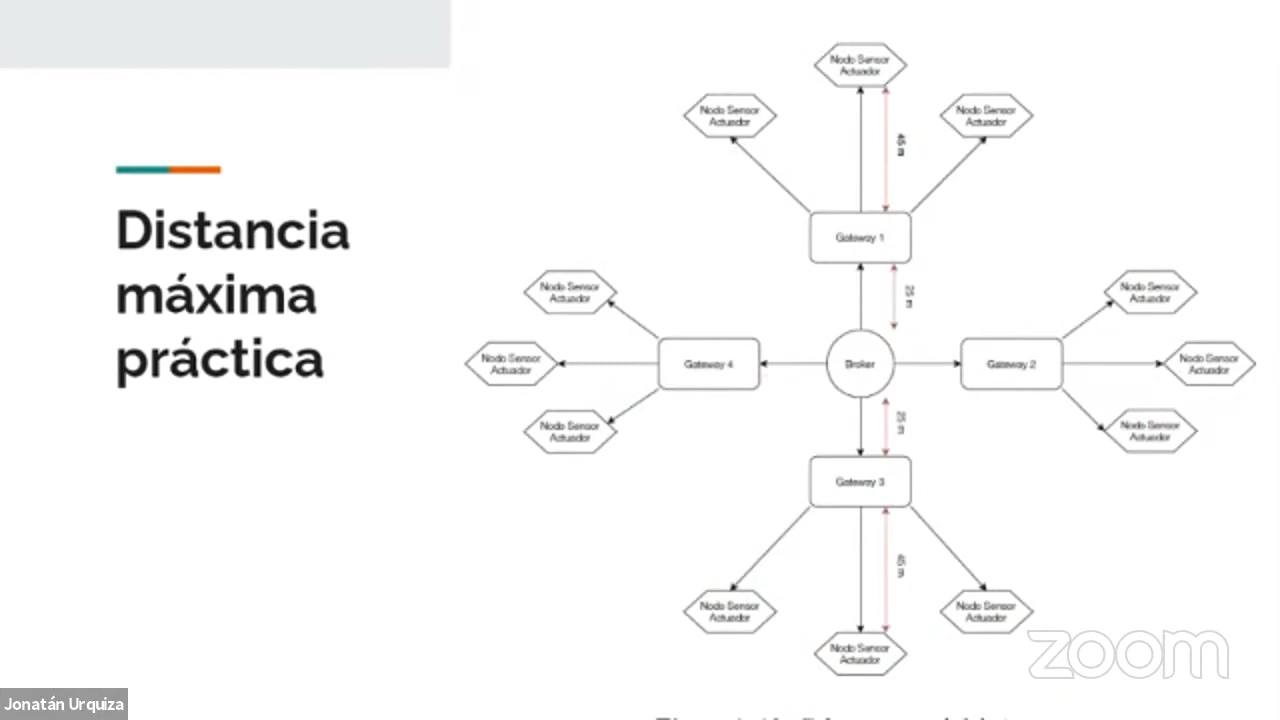 Distancia
máxima
práctica
Nodo Sensor
Actuador
Nodo Sensor
Actuador
Nodo Sensor
Actuador
45 m
Gateway 1
25 m
Nodo Sensor
Actuador
Nodo Sensor
Actuador
Nodo Sensor
Actuador
Gateway 4
Broker
Gateway 2
Nodo Sensor
Actuador
Nodo Sensor
Actuador
Nodo Sensor
Actuador
25 m
Gateway 3
45 m
Nodo Sensor
Actuador
Nodo Sensor
Actuador
Nodo Sensor
Actuador
zoom
Jonatán Urquiza